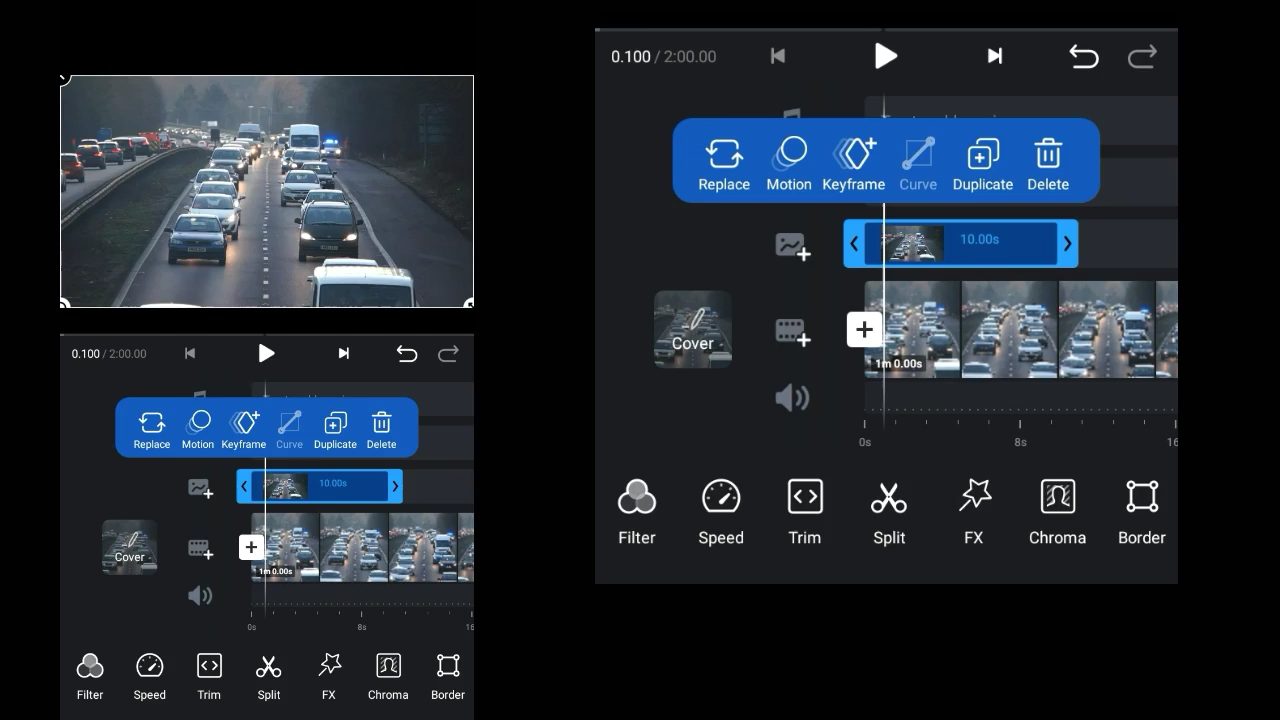 0.100 / 2:00.00
Replace Motion Keyframe Curve Duplicate Delete
10.00s
Cover
1m 0.00s
0s 8s 16
Filter Speed Trim Split FX Chroma Border
0.100 / 2:00.00
Replace Motion Keyframe Curve Duplicate Delete
10.00s
Cover
1m 0.00s
0s 8s 16
Filter Speed Trim Split FX Chroma Border